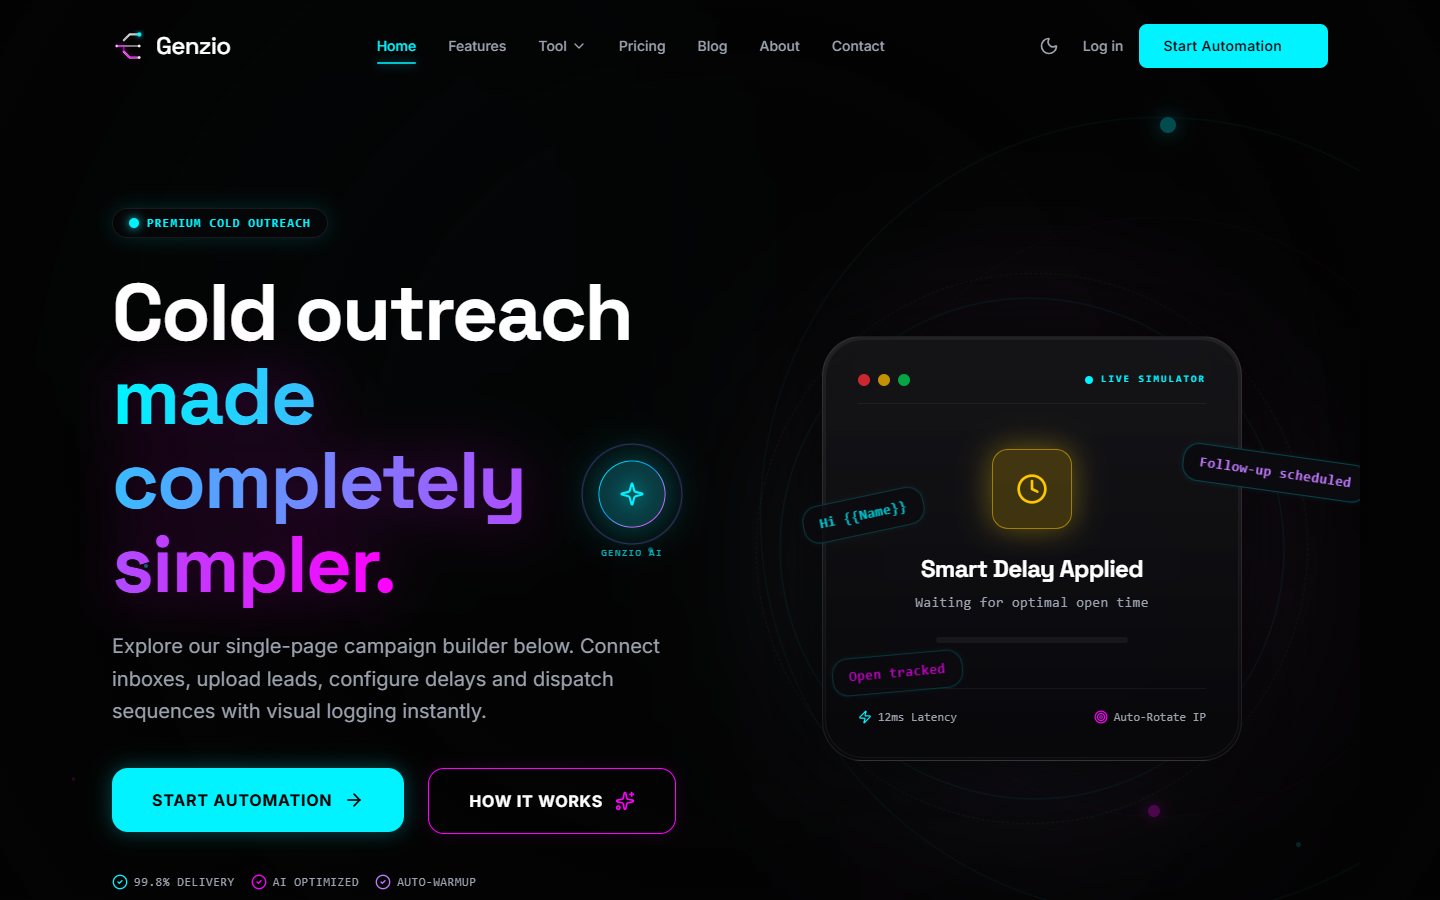 Genzio
Home
Features
Tool
Pricing
Blog
About
Contact
Log in
Start Automation
PREMIUM COLD OUTREACH
Cold outreach
made
completely
simpler.
GENZIO AI
Explore our single-page campaign builder below. Connect
inboxes, upload leads, configure delays and dispatch
sequences with visual logging instantly.
START AUTOMATION
HOW IT WORKS
99.8% DELIVERY
AI OPTIMIZED
AUTO-WARMUP
LIVE SIMULATOR
Follow-up scheduled
Hi {{Name}}
Smart Delay Applied
Waiting for optimal open time
Open tracked
12ms Latency
Auto-Rotate IP